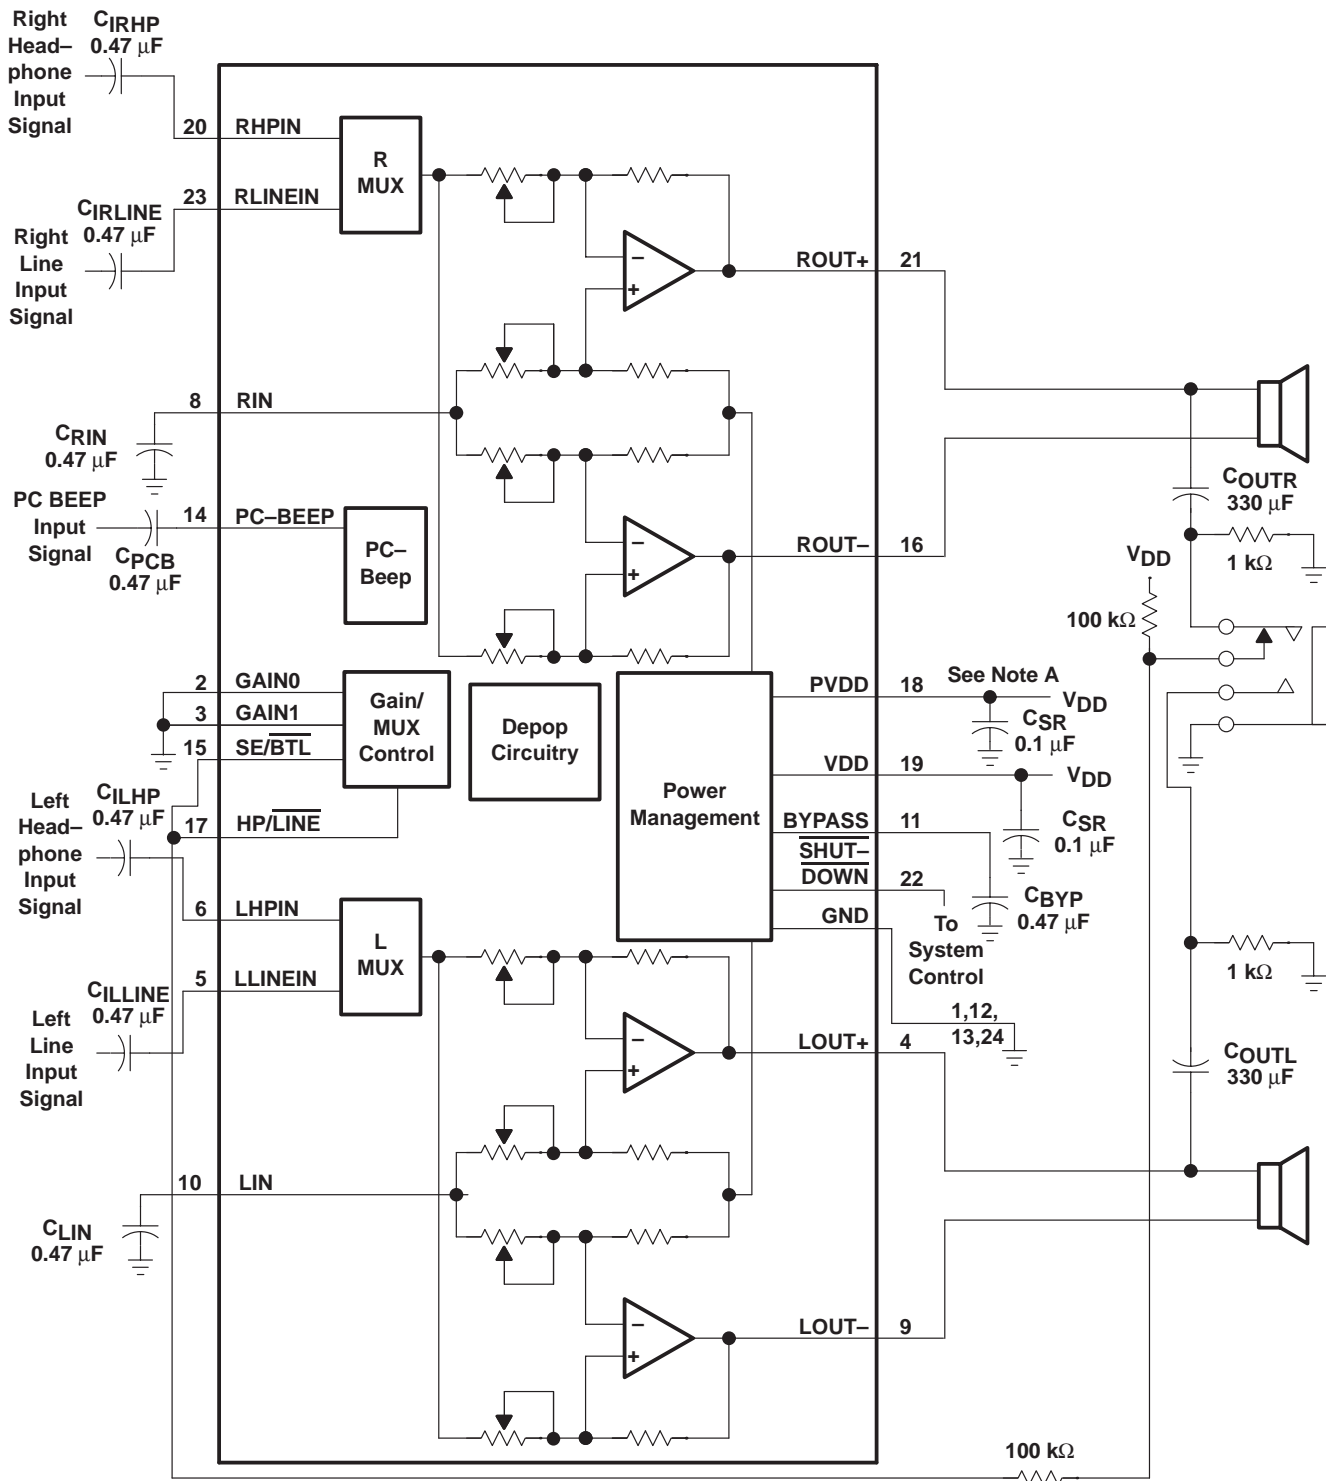 Right
Head–
phone
Input
Signal
CIRHP
0.47 µF
20
RHPIN
R
MUX
23
RLINEIN
CIRLINE
0.47 µF
Right
Line
Input
Signal
–
+
ROUT+
21
8
RIN
CRIN
0.47 µF
PC BEEP
Input
Signal
14
PC–BEEP
CPCB
0.47 µF
PC–
Beep
–
+
ROUT–
16
COUTR
330 µF
1 kΩ
VDD
100 kΩ
2
GAIN0
3
GAIN1
15
SE/BTL
Gain/
MUX
Control
Depop
Circuitry
17
HP/LINE
Power
Management
PVDD
18
See Note A
VDD
CSR
0.1 µF
VDD
19
VDD
CSR
0.1 µF
BYPASS
11
CBYP
0.47 µF
SHUT–
DOWN
22
To
System
Control
GND
1,12,
13,24
Left
Head–
phone
Input
Signal
CILHP
0.47 µF
6
LHPIN
L
MUX
5
LLINEIN
CILLINE
0.47 µF
Left
Line
Input
Signal
1 kΩ
–
+
LOUT+
4
COUTL
330 µF
10
LIN
CLIN
0.47 µF
–
+
LOUT–
9
100 kΩ